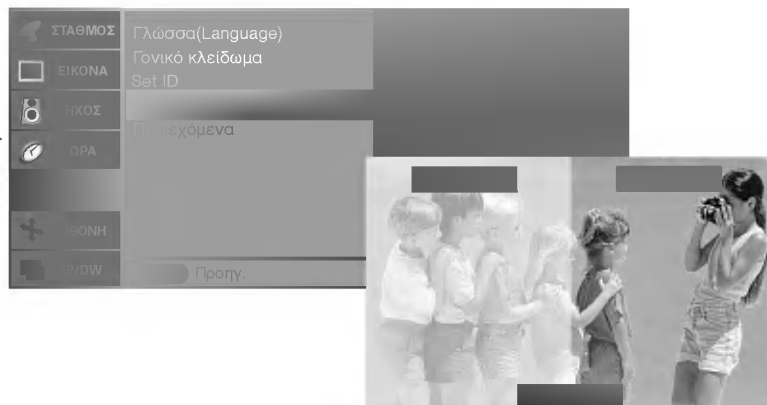 ΣΤΑΘΜΟΣ
ΕΙΚΟΝΑ
ΗΧΟΣ
ΩΡΑ
Γλώσσα(Language)
Γονικό κλείδωμα
Set ID
Προηγ.